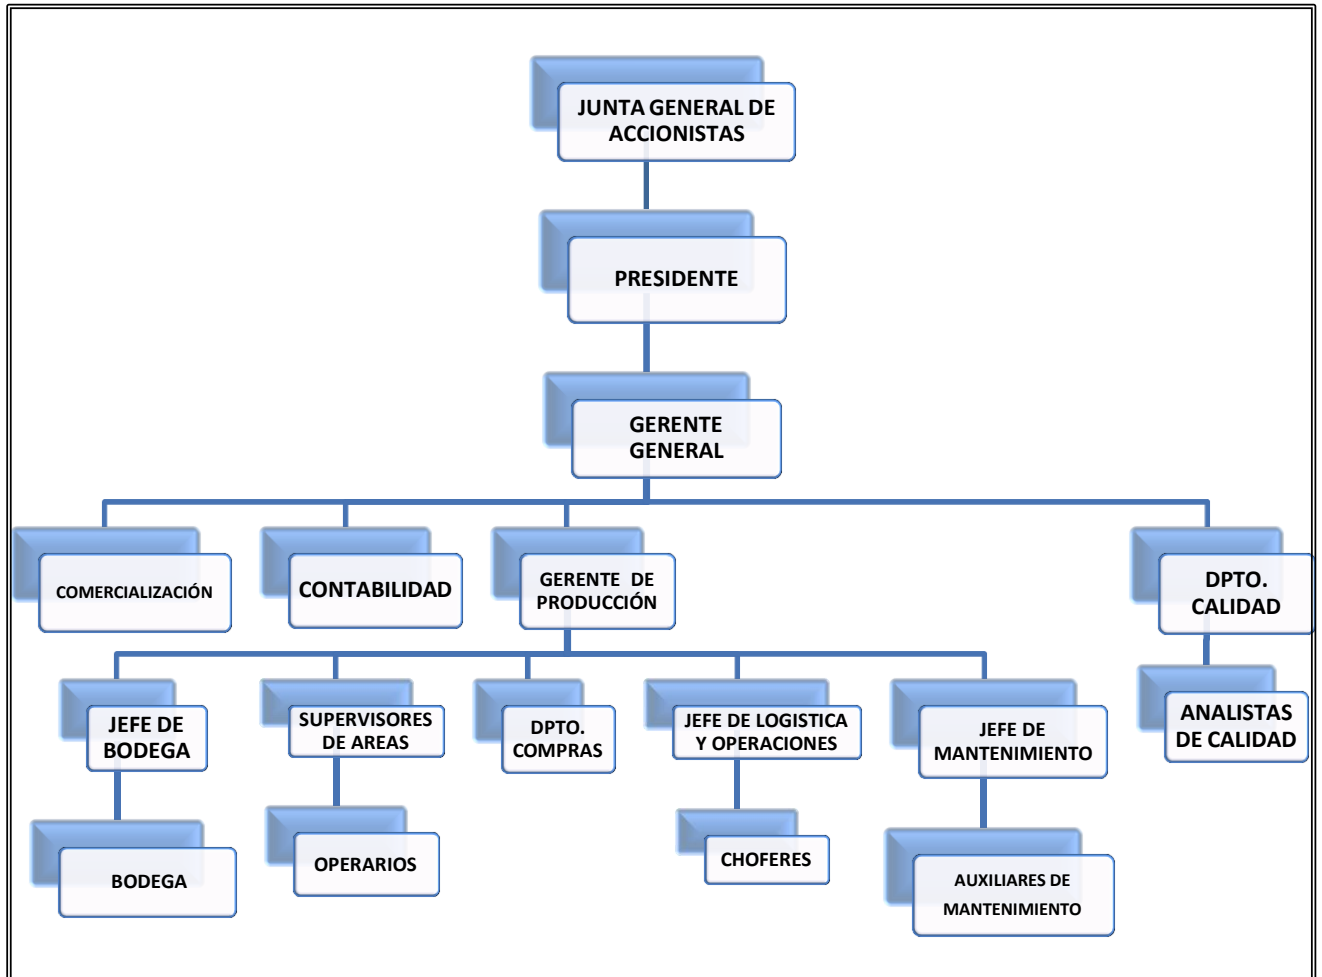 JUNTA GENERAL DE
ACCIONISTAS
PRESIDENTE
GERENTE
GENERAL
COMERCIALIZACIÓN
CONTABILIDAD
GERENTE DE
PRODUCCIÓN
DPTO.
CALIDAD
JEFE DE
BODEGA
SUPERVISORES
DE AREAS
DPTO.
COMPRAS
JEFE DE LOGISTICA
Y OPERACIONES
JEFE DE
MANTENIMIENTO
ANALISTAS
DE CALIDAD
BODEGA
OPERARIOS
CHOFERES
AUXILIARES DE
MANTENIMIENTO